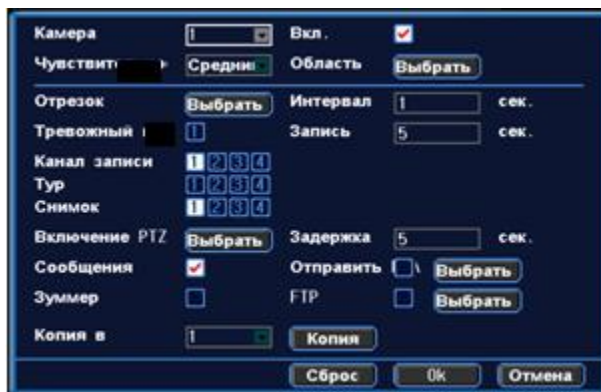 Камера 1 Вкл.
Область Выбрать
Отрезок Выбрать Интервал 1 сек.
Тревожный 1 Запись 5 сек.
Канал записи 1 2 3 4
Тур 1 2 3 4
Снимок 1 2 3 4
Включение PTZ Выбрать Задержка 5 сек.
Сообщения Отправить Выбрать
Зуммер FTP Выбрать
Копия в 1 Копия
Сброс Ok Отмена